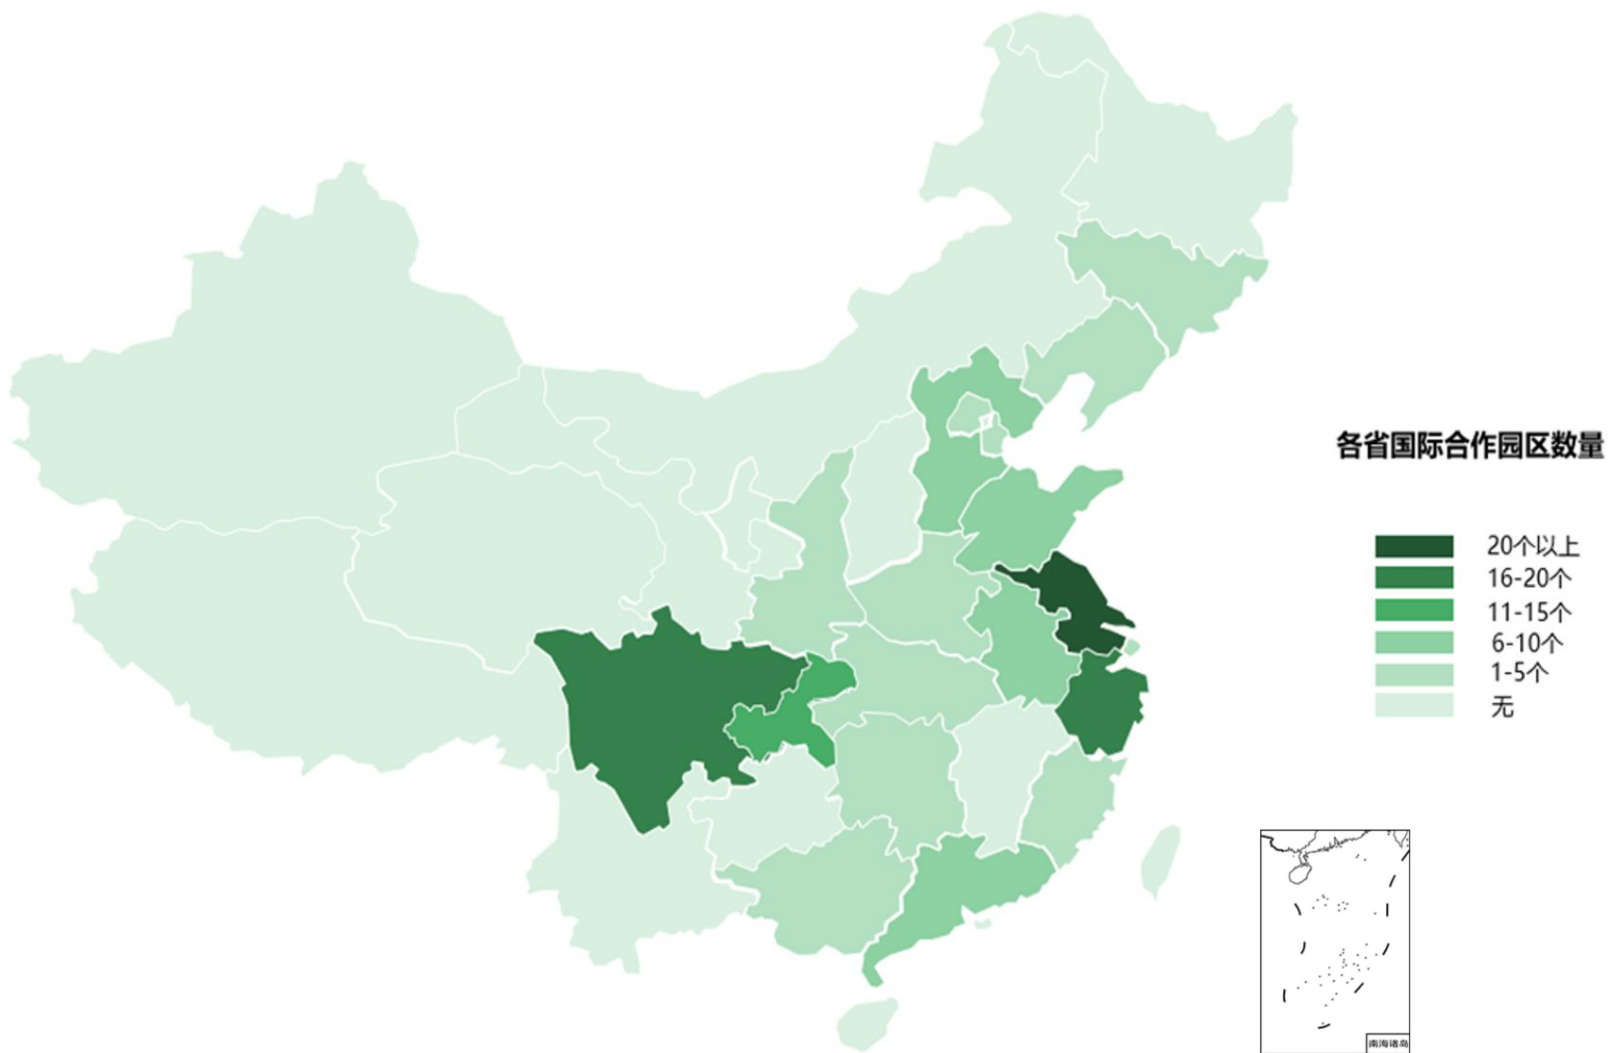 各省国际合作园区数量
20个以上
16-20个
11-15个
6-10个
1-5个
无
南海诸岛